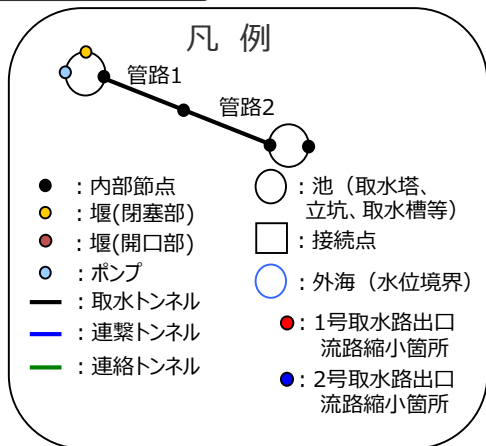 凡 例
管路1
管路2
：内部節点
：堰(閉塞部)
：堰(開口部)
：ポンプ
：取水トンネル
：連繋トンネル
：連絡トンネル
：池（取水塔、
立坑、取水槽等）
：接続点
：外海（水位境界）
：1号取水路出口
流路縮小箇所
：2号取水路出口
流路縮小箇所